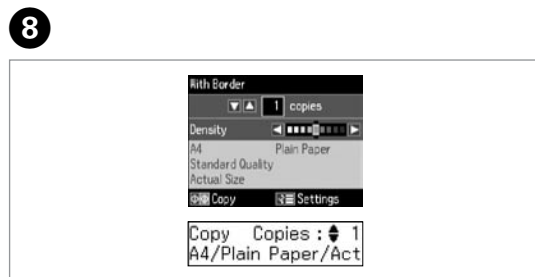 8
With Border
1 copies
Density
A4 Plain Paper
Standard Quality
Actual Size
Copy Settings
Copy Copies : 1
A4/Plain Paper/Act